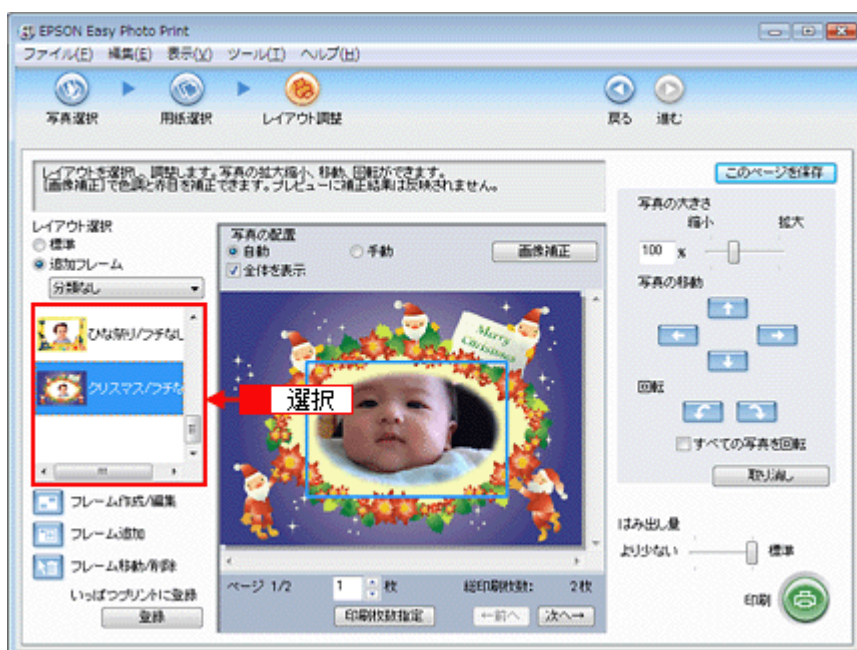 EPSON Easy Photo Print
ファイル(F) 編集(E) 表示(V) ツール(T) ヘルプ(H)
写真選択 用紙選択 レイアウト調整 戻る 進む
レイアウトを選択し、調整します。写真の拡大縮小、移動、回転ができます。
[画像補正]で色調と赤目を補正できます。プレビューに補正結果は反映されません。
このページを保存
レイアウト選択
標準
追加フレーム
分類なし
ひな祭り/フチなし
クリスマス/フチな
フレーム作成/編集
フレーム追加
フレーム移動/削除
いっぱつプリントに登録
登録
写真の配置
自動 手動 画像補正
全体を表示
Merry
Christmas
選択
ページ 1/2 1 枚 総印刷枚数: 2枚
印刷枚数指定 ←前へ 次へ→
写真の大きさ
縮小 拡大
100 %
写真の移動
回転
すべての写真を回転
取り消し
はみ出し量
より少ない 標準
印刷